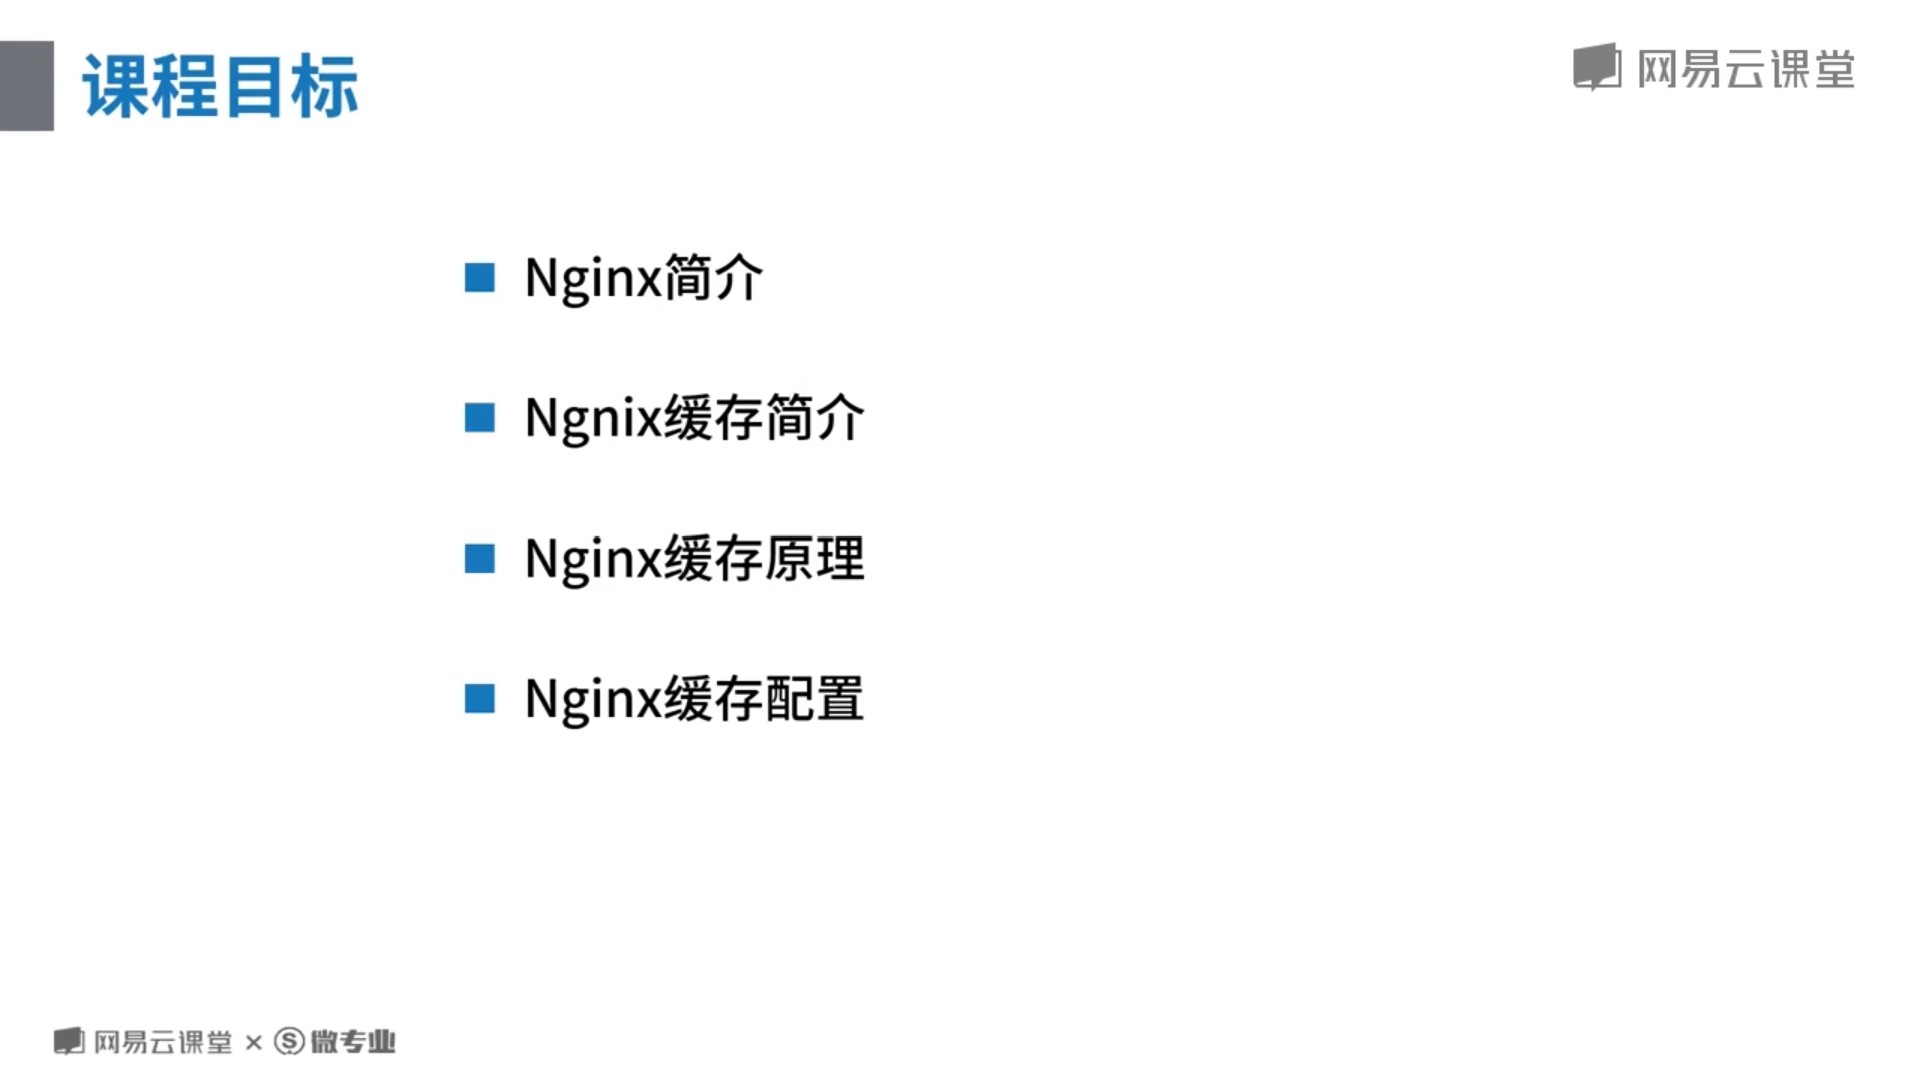 课程目标
网易云课堂
Nginx简介
Ngnix缓存简介
Nginx缓存原理
Nginx缓存配置
网易云课堂 × Ⓢ 微专业